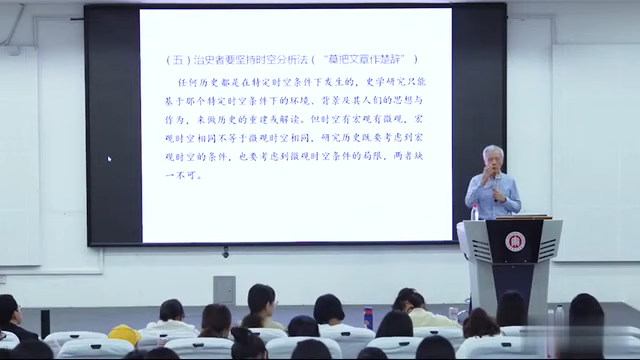 （五）治史者要坚持时空分析法（“莫把文章作楚辞”）
任何历史都是在特定时空条件下发生的，史学研究只能
基于那个特定时空条件下的环境、背景及其人们的思想与
作为，来做历史的重建或解读。但时空有宏观有微观，宏
观时空相同不等于微观时空相同，研究历史既要考虑到宏
观时空的条件，也要考虑到微观时空条件的局限，两者缺
一不可。